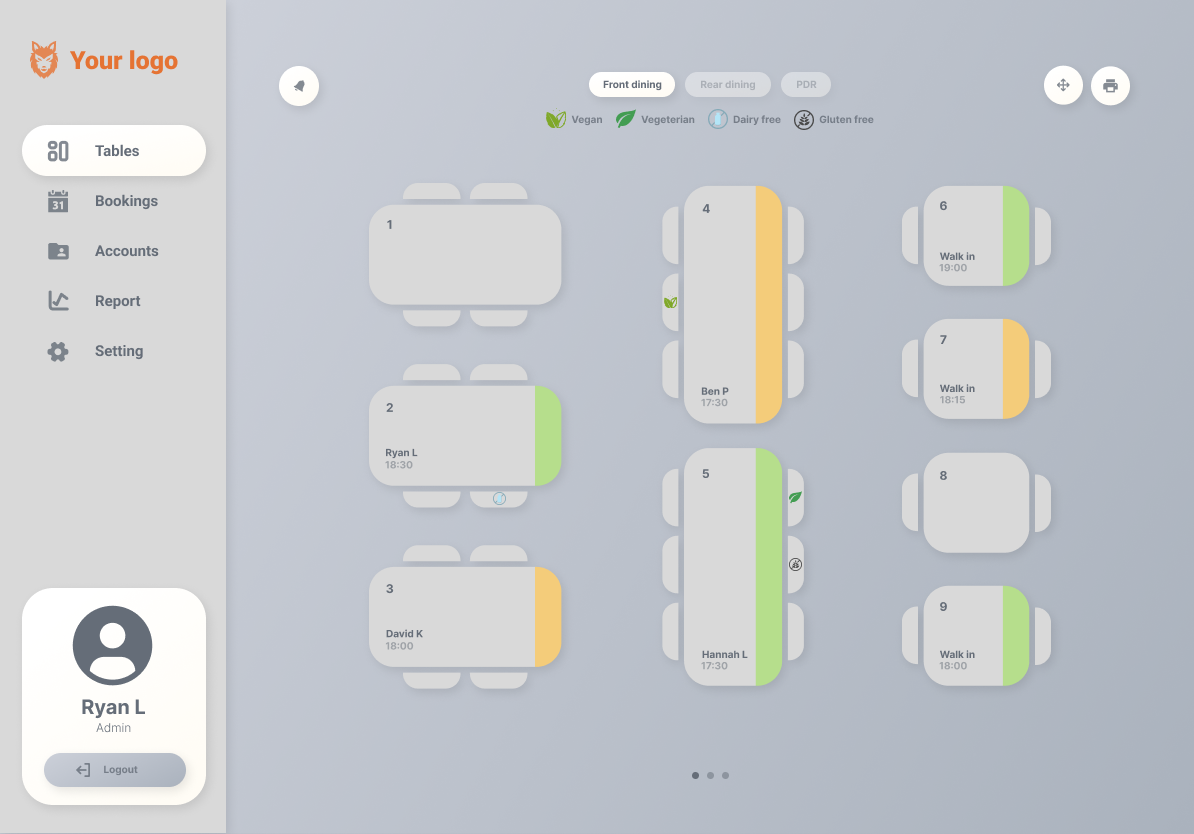 Your logo
Tables
31
Bookings
Accounts
Report
Setting
Ryan L
Admin
Logout
Front dining
Rear dining
PDR
Vegan
Vegeterian
Dairy free
Gluten free
1
2
Ryan L
18:30
3
David K
18:00
4
Ben P
17:30
5
Hannah L
17:30
6
Walk in
19:00
7
Walk in
18:15
8
9
Walk in
18:00